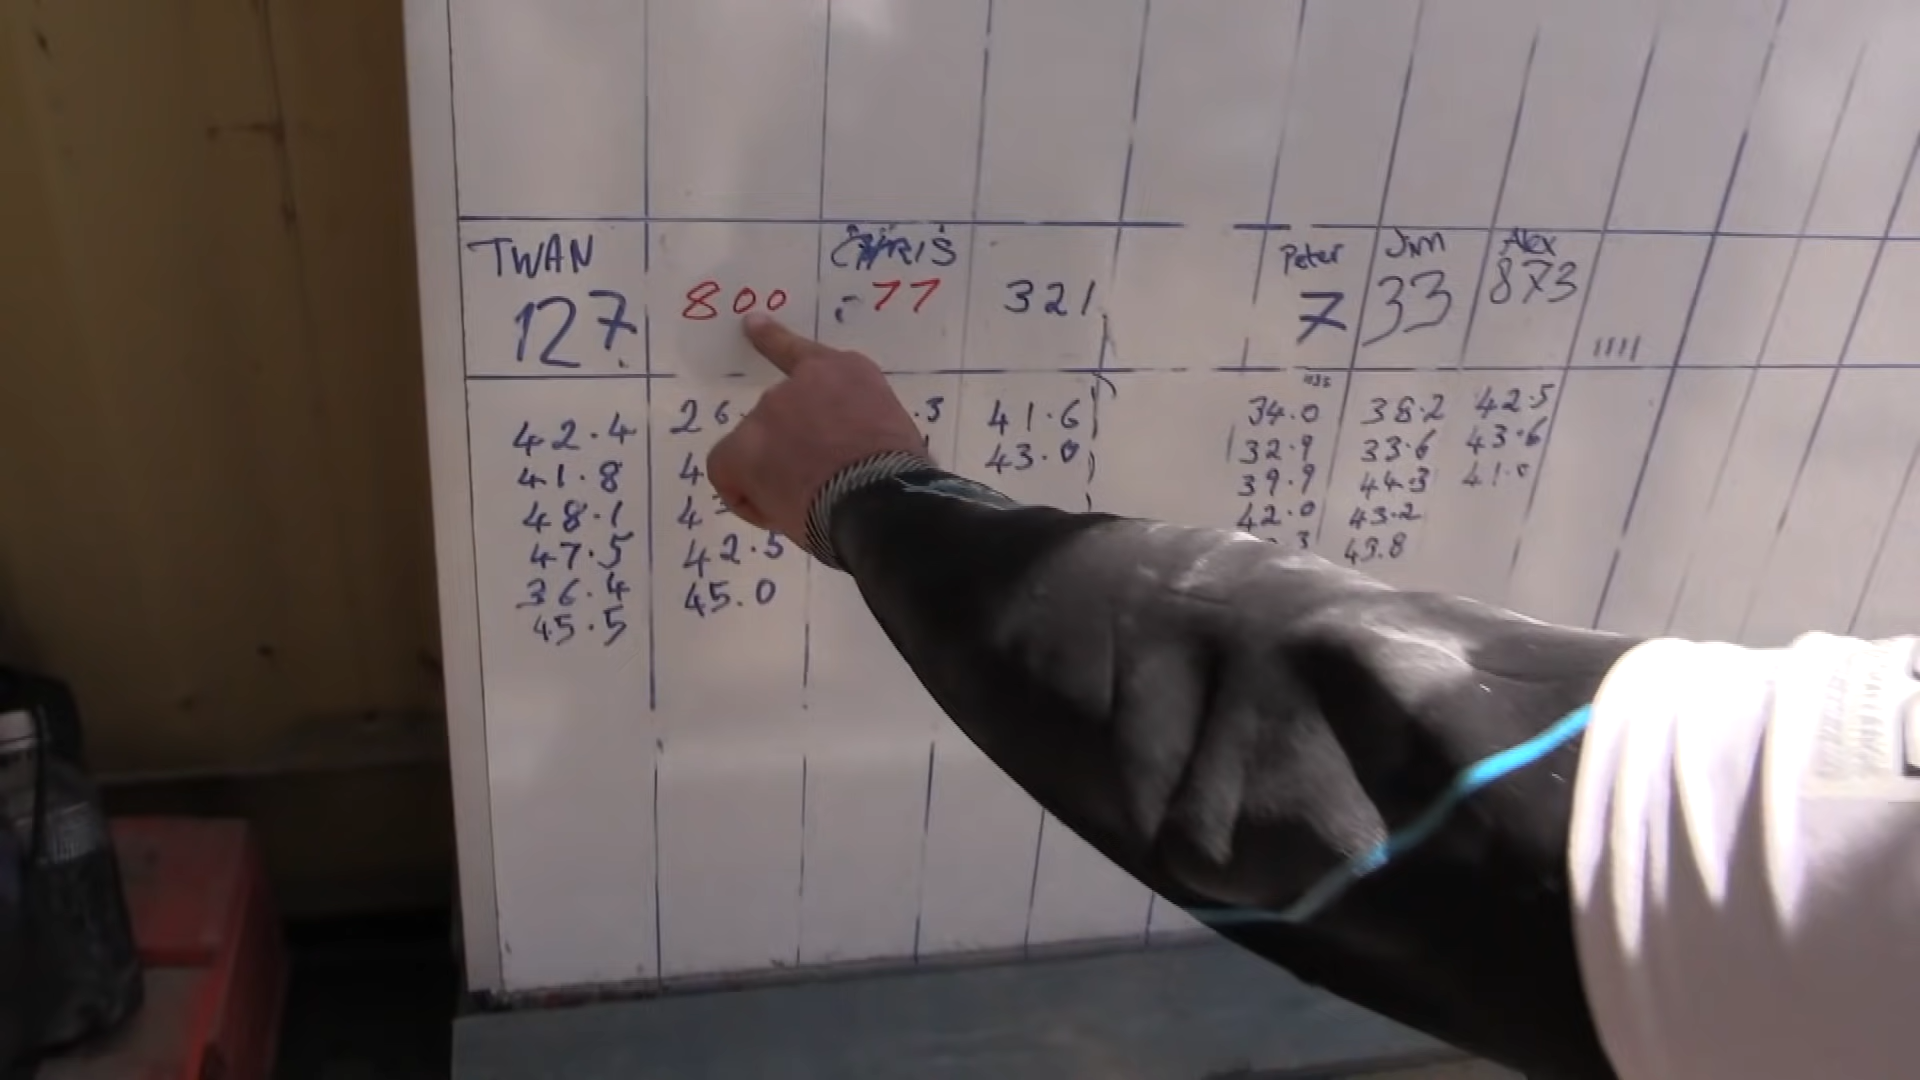 TWAN CHRIS Peter Jim Alex
127 800 77 321 7 33 873
42.4 41.6 34.0 38.2 42.5
41.8 43.0 32.9 33.6 43.6
48.1 39.9 44.3 41.0
47.5 42.5 42.0 43.2
36.4 45.0 43.8
45.5